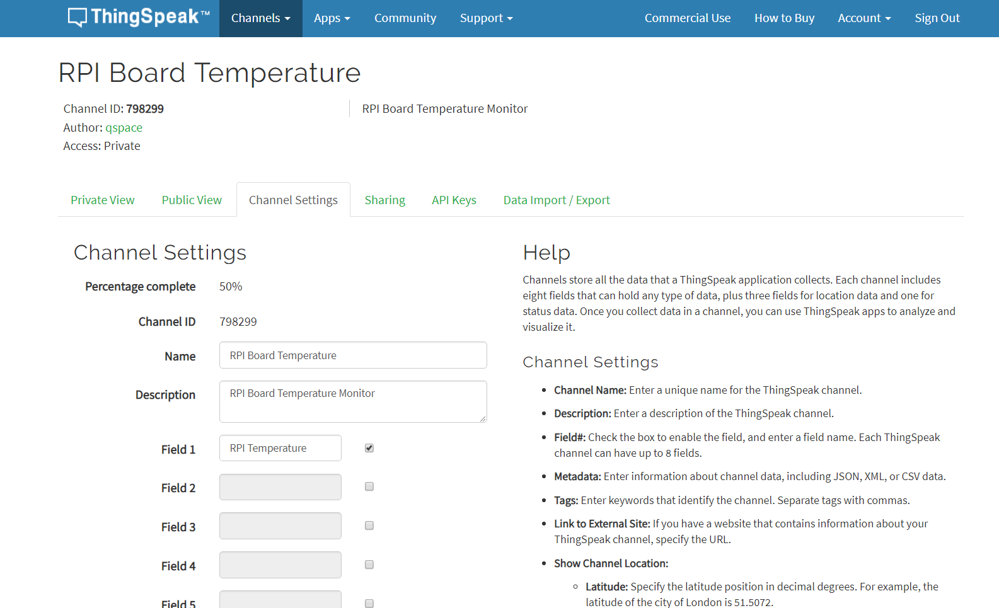 ThingSpeak™
Channels
Apps
Community
Support
Commercial Use
How to Buy
Account
Sign Out
RPI Board Temperature
Channel ID: 798299
Author: qspace
Access: Private
RPI Board Temperature Monitor
Private View
Public View
Channel Settings
Sharing
API Keys
Data Import / Export
Channel Settings
Percentage complete 50%
Channel ID 798299
Name RPI Board Temperature
Description RPI Board Temperature Monitor
Field 1 RPI Temperature
Field 2
Field 3
Field 4
Field 5
Help
Channels store all the data that a ThingSpeak application collects. Each channel includes
eight fields that can hold any type of data, plus three fields for location data and one for
status data. Once you collect data in a channel, you can use ThingSpeak apps to analyze and
visualize it.
Channel Settings
Channel Name: Enter a unique name for the ThingSpeak channel.
Description: Enter a description of the ThingSpeak channel.
Field#: Check the box to enable the field, and enter a field name. Each ThingSpeak
channel can have up to 8 fields.
Metadata: Enter information about channel data, including JSON, XML, or CSV data.
Tags: Enter keywords that identify the channel. Separate tags with commas.
Link to External Site: If you have a website that contains information about your
ThingSpeak channel, specify the URL.
Show Channel Location:
Latitude: Specify the latitude position in decimal degrees. For example, the
latitude of the city of London is 51.5072.